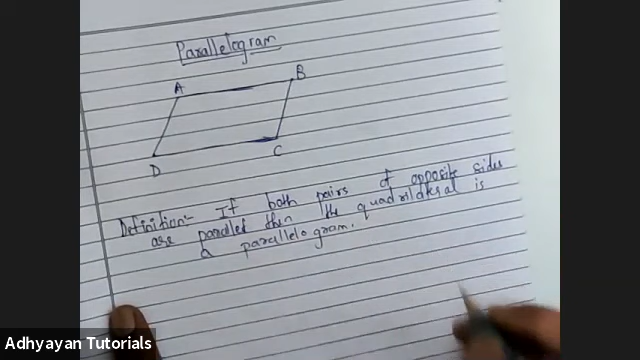 Parallelogram
A
B
D
C
Definition:- If both pairs of opposite sides
are parallel then the quadrilateral is
a parallelogram.
Adhyayan Tutorials